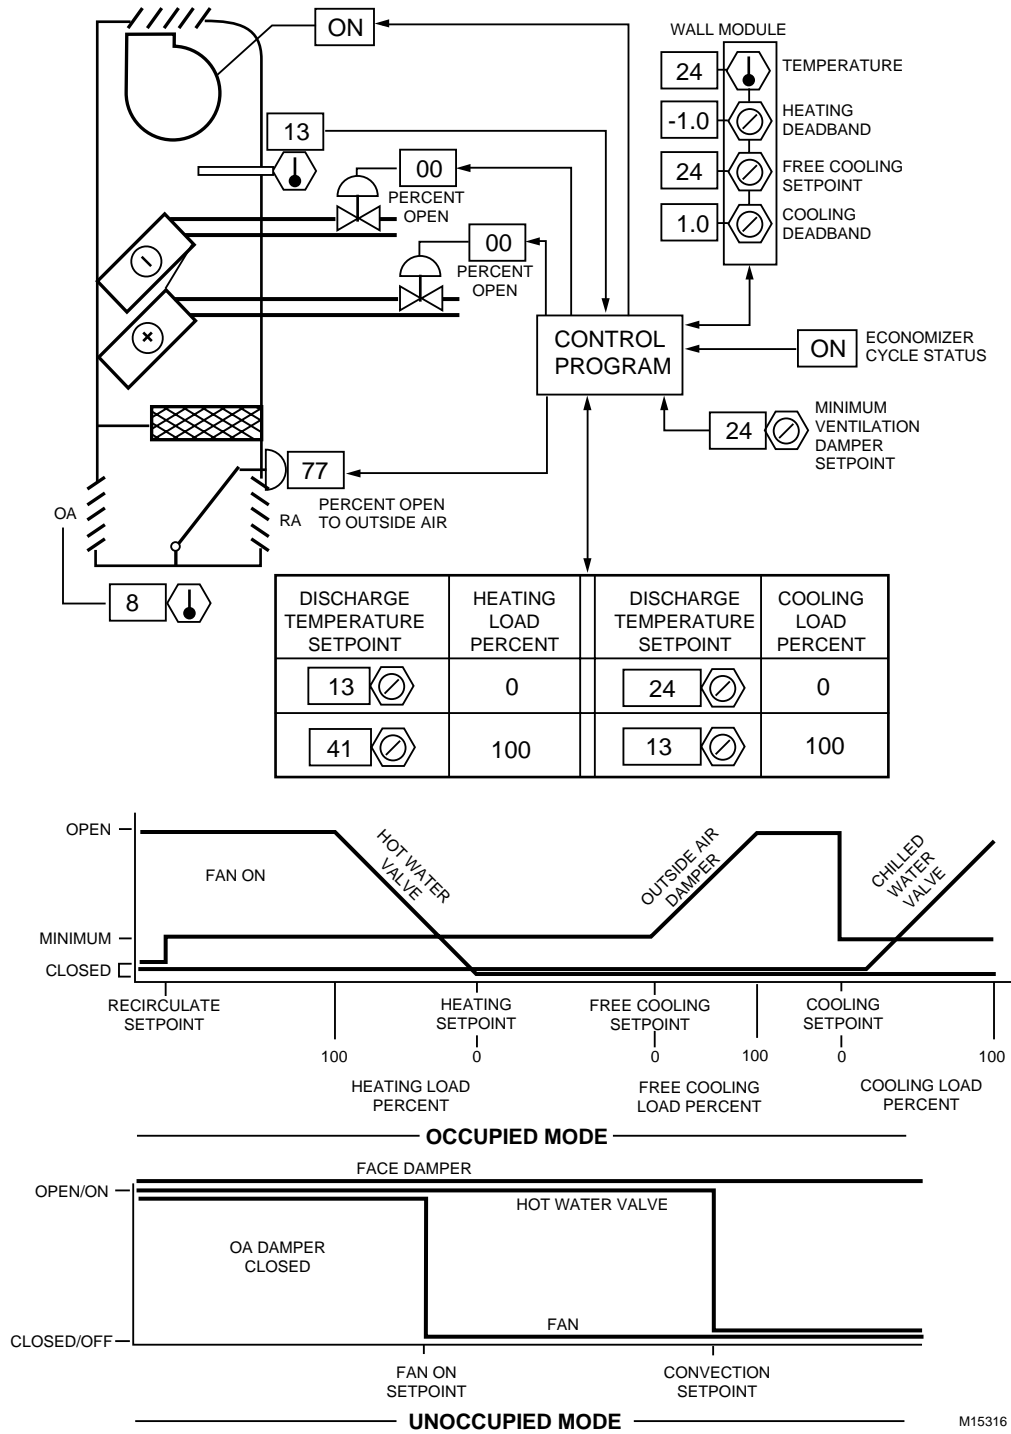 ON
WALL MODULE
24
TEMPERATURE
-1.0
HEATING
DEADBAND
24
FREE COOLING
SETPOINT
1.0
COOLING
DEADBAND
13
00
PERCENT
OPEN
00
PERCENT
OPEN
CONTROL
PROGRAM
ON
ECONOMIZER
CYCLE STATUS
24
MINIMUM
VENTILATION
DAMPER
SETPOINT
77
PERCENT OPEN
TO OUTSIDE AIR
OA
RA
8
DISCHARGE
TEMPERATURE
SETPOINT
HEATING
LOAD
PERCENT
DISCHARGE
TEMPERATURE
SETPOINT
COOLING
LOAD
PERCENT
13
0
24
0
41
100
13
100
OPEN
FAN ON
HOT WATER
VALVE
OUTSIDE AIR
DAMPER
CHILLED
WATER
VALVE
MINIMUM
CLOSED
RECIRCULATE
SETPOINT
HEATING
SETPOINT
FREE COOLING
SETPOINT
COOLING
SETPOINT
100
0
0
100
0
100
HEATING LOAD
PERCENT
FREE COOLING
LOAD PERCENT
COOLING LOAD
PERCENT
OCCUPIED MODE
FACE DAMPER
OPEN/ON
HOT WATER VALVE
OA DAMPER
CLOSED
FAN
CLOSED/OFF
FAN ON
SETPOINT
CONVECTION
SETPOINT
UNOCCUPIED MODE
M15316